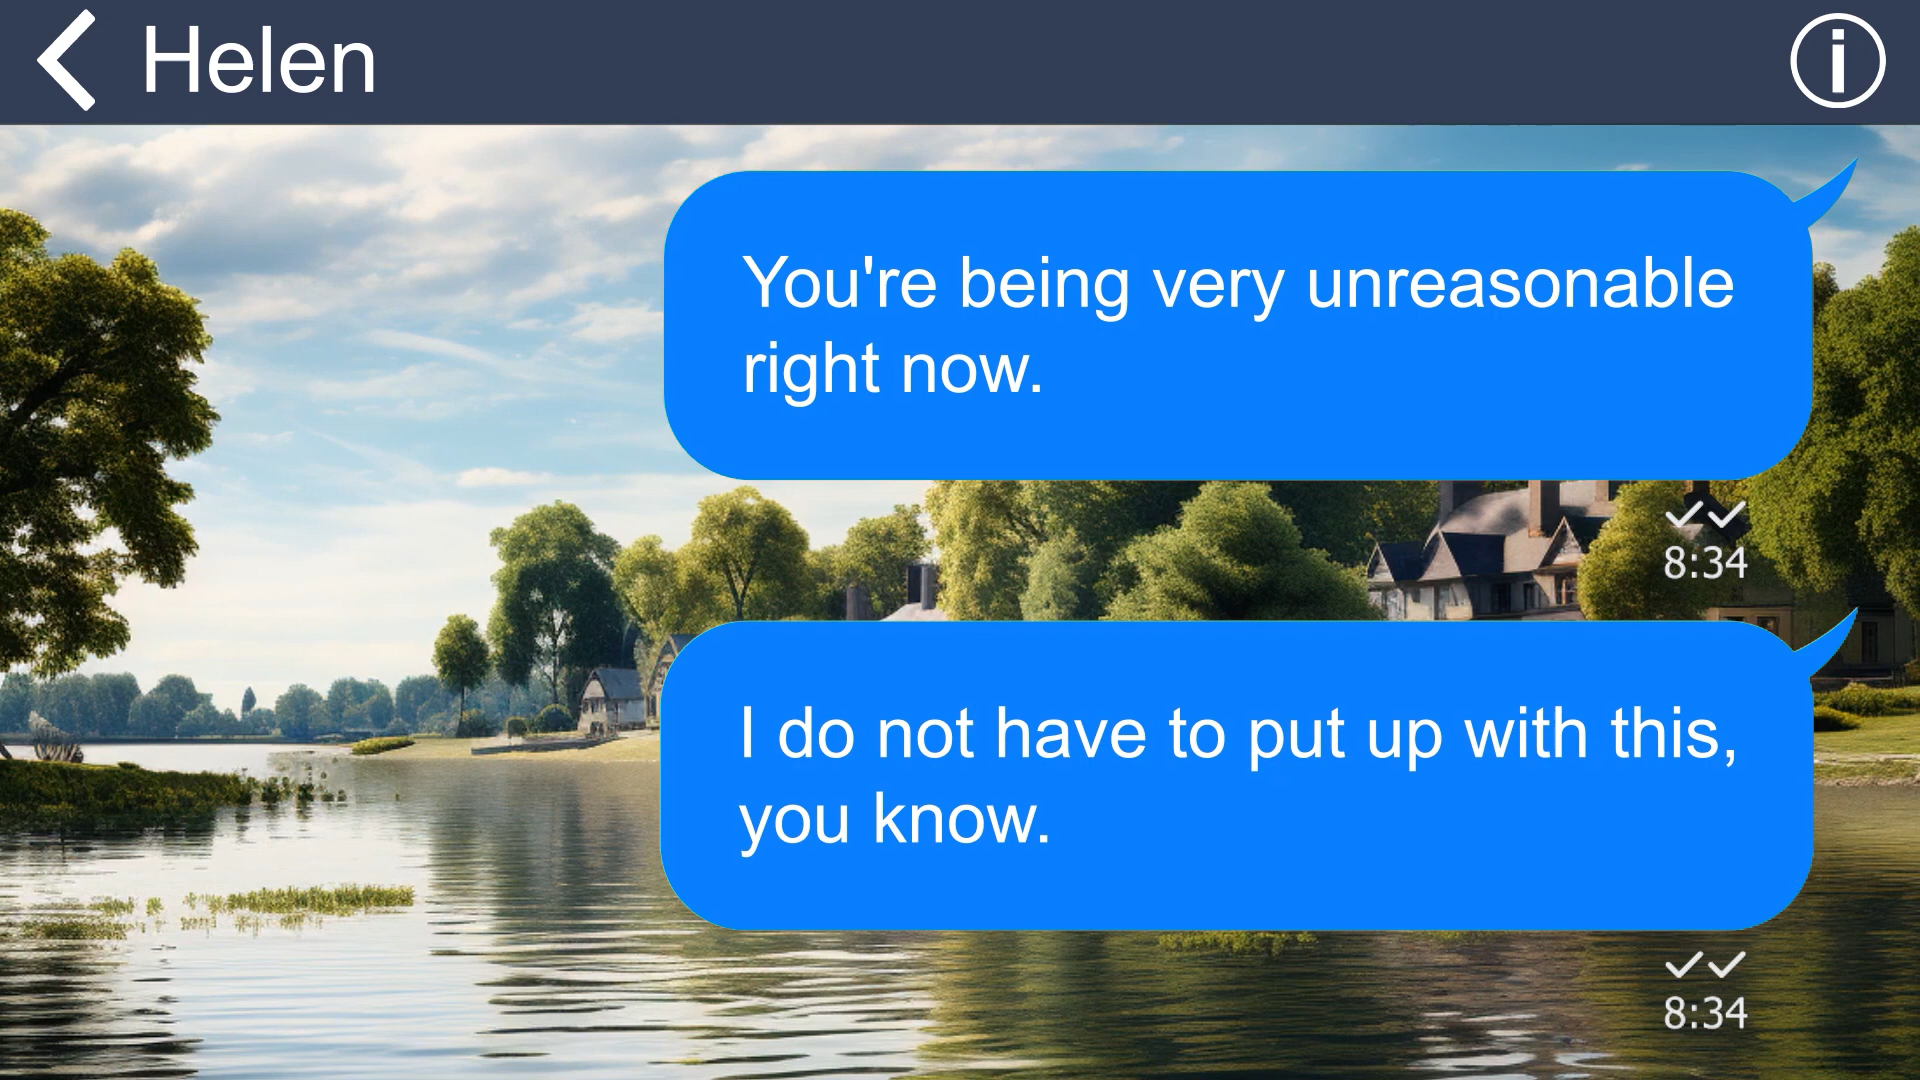 Helen
You're being very unreasonable
right now.
8:34
I do not have to put up with this,
you know.
8:34